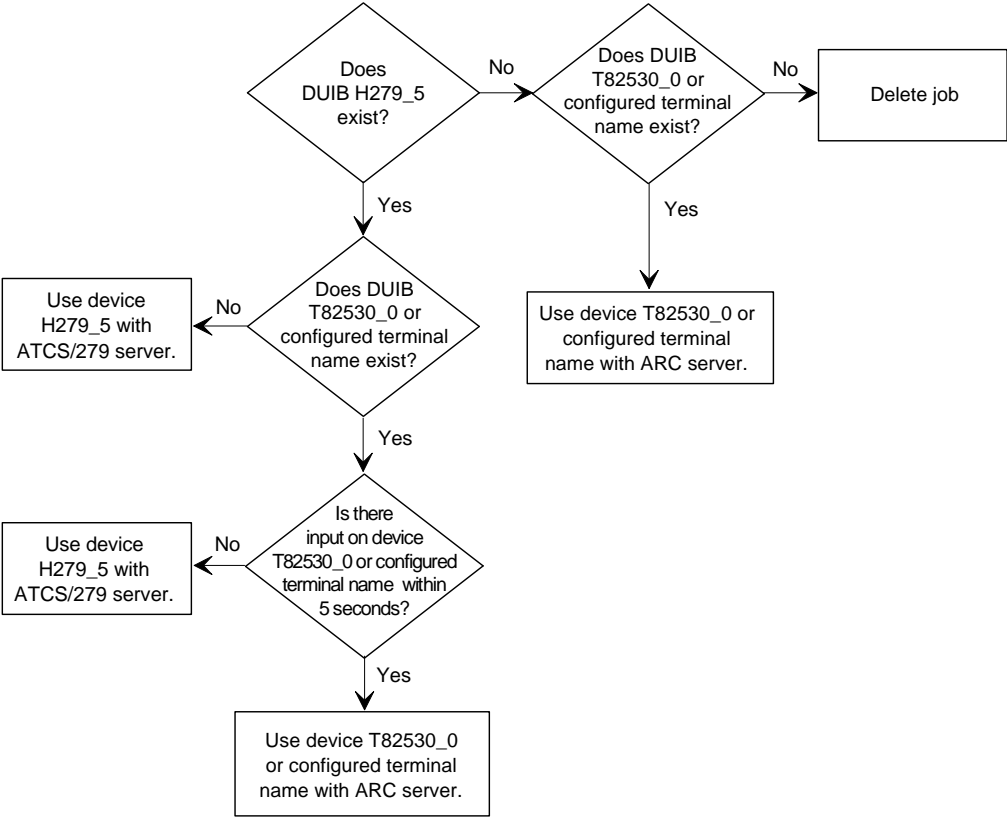 Does
DUIB H279_5
exist?
No
Does DUIB
T82530_0 or
configured terminal
name exist?
No
Delete job
Yes
Yes
Use device
H279_5 with
ATCS/279 server.
No
Does DUIB
T82530_0 or
configured terminal
name exist?
Use device T82530_0 or
configured terminal
name with ARC server.
Yes
Use device
H279_5 with
ATCS/279 server.
No
Is there
input on device
T82530_0 or configured
terminal name within
5 seconds?
Yes
Use device T82530_0
or configured terminal
name with ARC server.